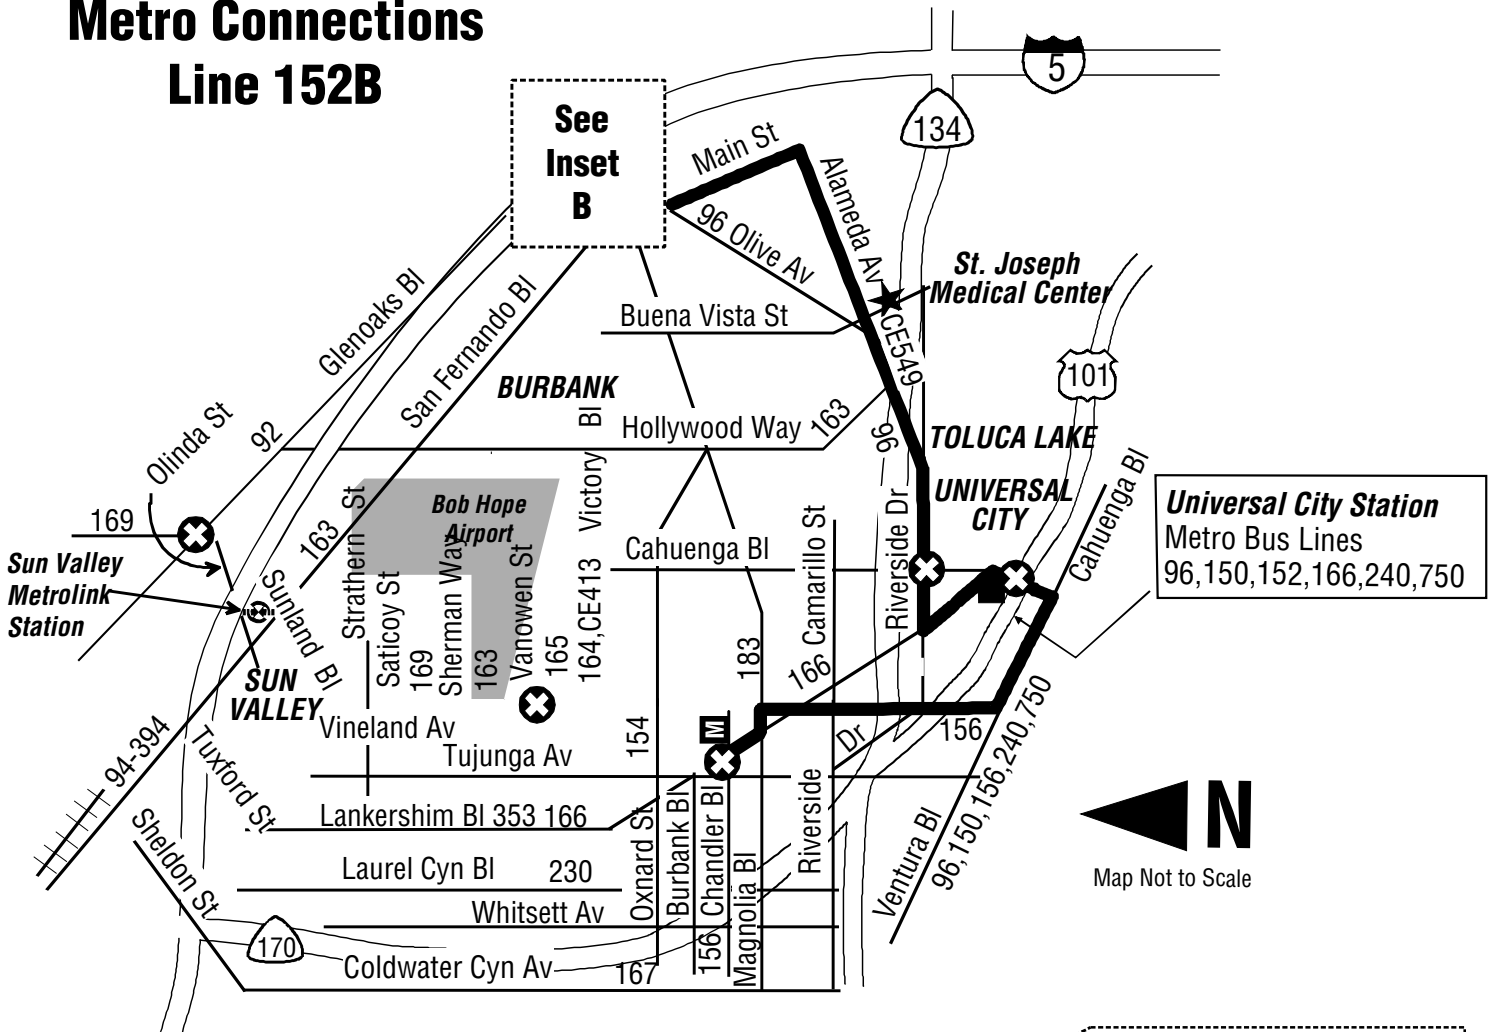 Metro Connections
Line 152B
See
Inset
B
5
134
Main St
Alameda Av
96 Olive Av
St. Joseph
Medical Center
Glenoaks Bl
San Fernando Bl
Buena Vista St
CE549
101
BURBANK
Bl
Hollywood Way
163
96
TOLUCA LAKE
Olinda St
92
UNIVERSAL
CITY
Cahuenga Bl
Universal City Station
Metro Bus Lines
96,150,152,166,240,750
169
163
Strathern St
Bob Hope
Airport
Victory
164,CE413
Cahuenga Bl
Camarillo St
Riverside Dr
Sun Valley
Metrolink
Station
Sunland Bl
Saticoy St
169
Sherman Way
163
Vanowen St
165
183
166
SUN
VALLEY
Vineland Av
M
154
Dr
156
96,150,156,240,750
94-394
Tuxford St
Tujunga Av
Riverside
Lankershim Bl 353 166
N
Map Not to Scale
Sheldon St
Laurel Cyn Bl 230
Oxnard St
Burbank Bl
Chandler Bl
156
Magnolia Bl
Ventura Bl
Whitsett Av
170
Coldwater Cyn Av
167